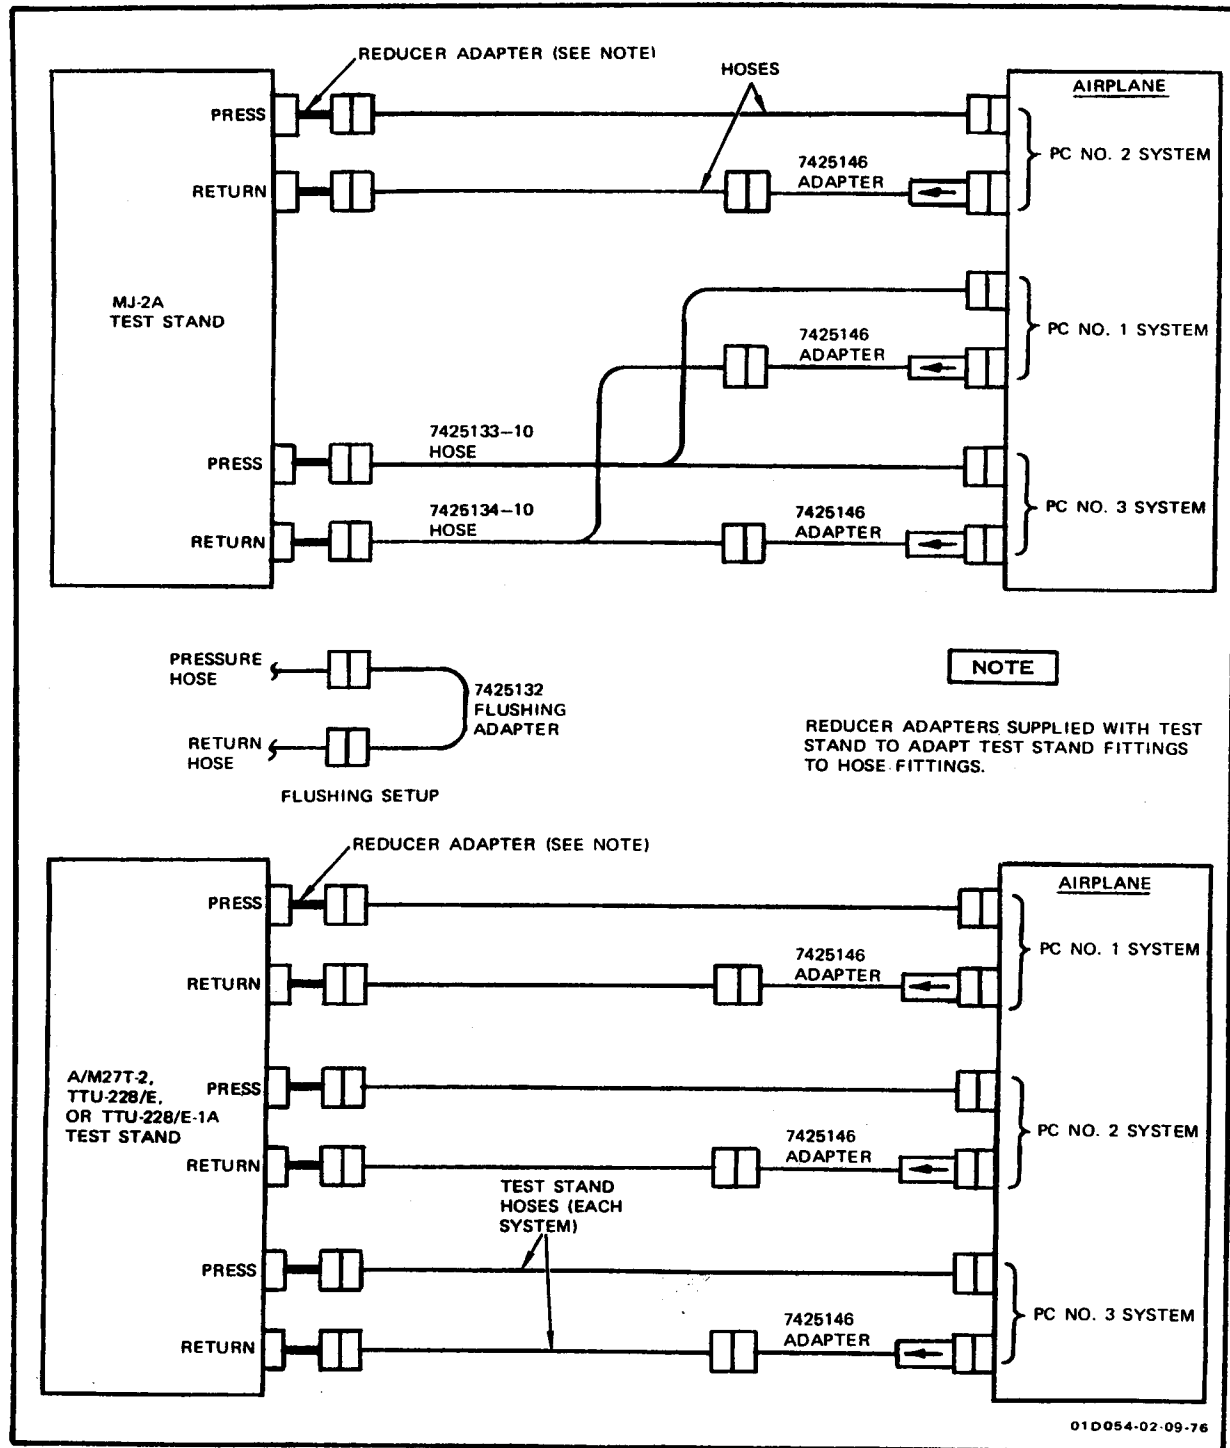 REDUCER ADAPTER (SEE NOTE)
HOSES
AIRPLANE
PRESS
PC NO. 2 SYSTEM
7425146
ADAPTER
RETURN
MJ-2A
TEST STAND
PC NO. 1 SYSTEM
7425146
ADAPTER
7425133-10
HOSE
PRESS
7425134-10
HOSE
7425146
ADAPTER
PC NO. 3 SYSTEM
RETURN
PRESSURE
HOSE
7425132
FLUSHING
ADAPTER
RETURN
HOSE
FLUSHING SETUP
NOTE
REDUCER ADAPTERS SUPPLIED WITH TEST
STAND TO ADAPT TEST STAND FITTINGS
TO HOSE FITTINGS.
REDUCER ADAPTER (SEE NOTE)
AIRPLANE
PRESS
PC NO. 1 SYSTEM
7425146
ADAPTER
RETURN
A/M27T-2,
TTU-228/E,
OR TTU-228/E-1A
TEST STAND
PRESS
PC NO. 2 SYSTEM
7425146
ADAPTER
RETURN
TEST STAND
HOSES (EACH
SYSTEM)
PRESS
PC NO. 3 SYSTEM
7425146
ADAPTER
RETURN
01D054-02-09-76